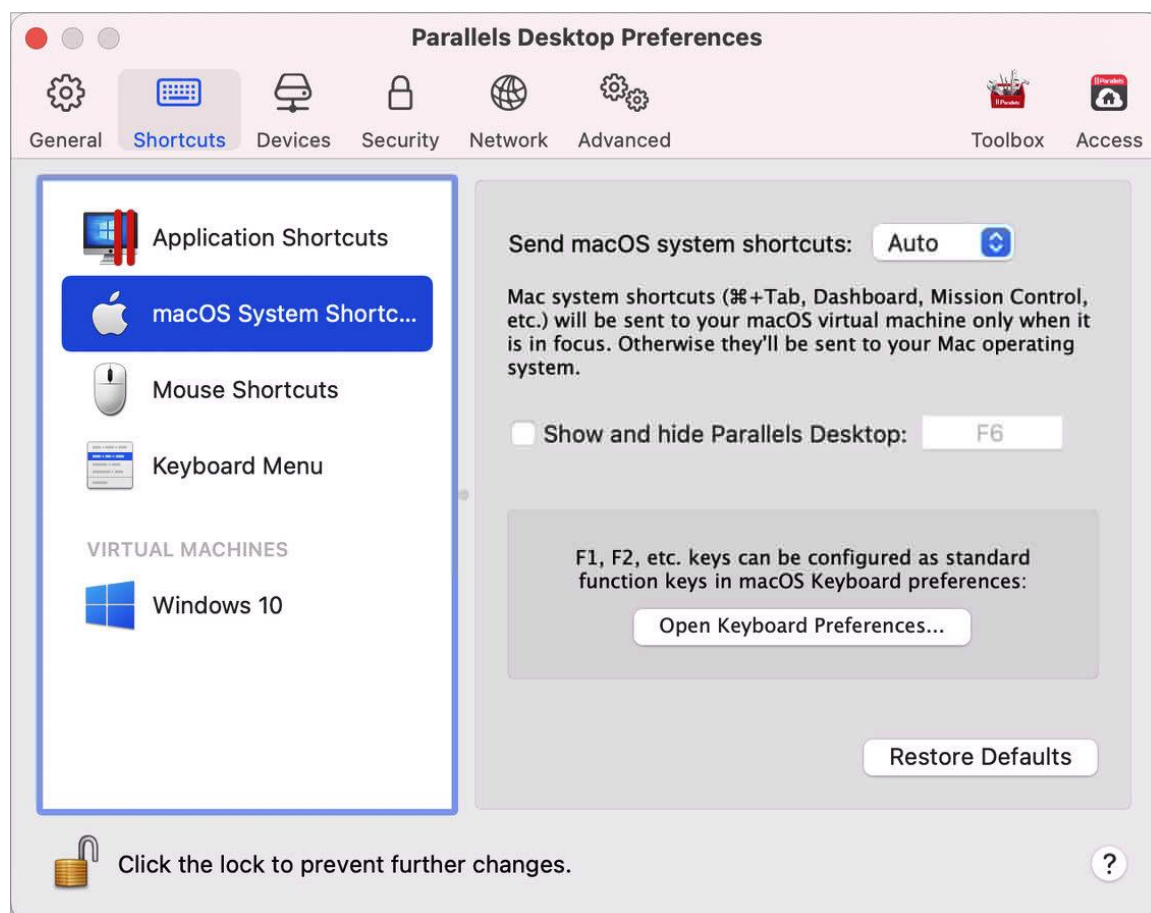 Parallels Desktop Preferences
General Shortcuts Devices Security Network Advanced Toolbox Access
Application Shortcuts
macOS System Shortc...
Mouse Shortcuts
Keyboard Menu
VIRTUAL MACHINES
Windows 10
Send macOS system shortcuts: Auto
Mac system shortcuts (⌘+Tab, Dashboard, Mission Control,
etc.) will be sent to your macOS virtual machine only when it
is in focus. Otherwise they'll be sent to your Mac operating
system.
Show and hide Parallels Desktop: F6
F1, F2, etc. keys can be configured as standard
function keys in macOS Keyboard preferences:
Open Keyboard Preferences...
Restore Defaults
Click the lock to prevent further changes.
?